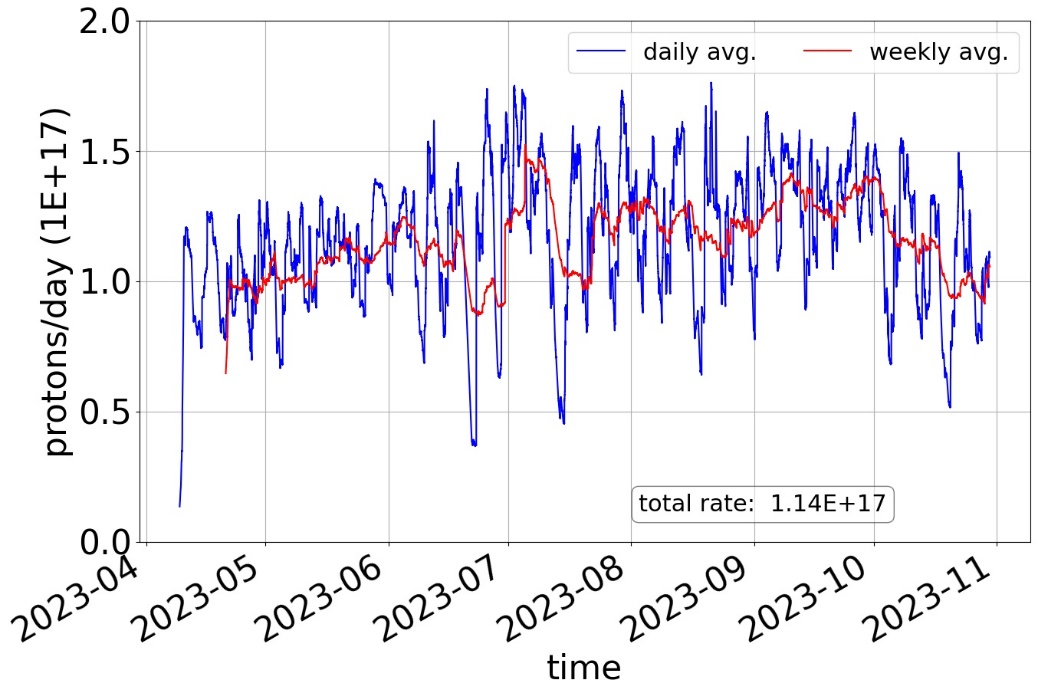 protons/day (1E+17)
2.0
1.5
1.0
0.5
0.0
daily avg.
weekly avg.
total rate:  1.14E+17
2023-04
2023-05
2023-06
2023-07
2023-08
2023-09
2023-10
2023-11
time